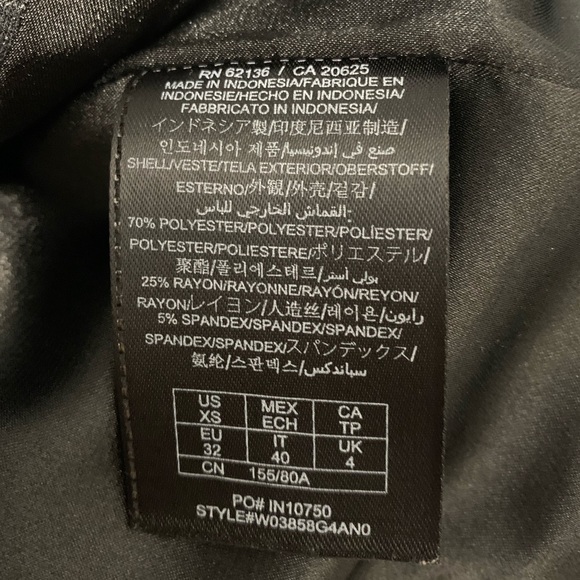 RN 62136 / CA 20625
MADE IN INDONESIA/FABRIQUE EN
INDONESIE/HECHO EN INDONESIA/
FABBRICATO IN INDONESIA/
インドネシア製/印度尼西亚制造/
인도네시아 제품/صنع في إندونيسيا/
SHELL/VESTE/TELA EXTERIOR/OBERSTOFF/
ESTERNO/外観/外壳/겉감/
القماش الخارجي للباس:-
70% POLYESTER/POLYESTER/POLIÉSTER/
POLYESTER/POLIESTERE/ポリエステル/
聚酯/폴리에스테르/بولي استر/
25% RAYON/RAYONNE/RAYÓN/REYON/
RAYON/レイヨン/人造丝/레이온/رايون/
5% SPANDEX/SPANDEX/SPANDEX/
SPANDEX/SPANDEX/スパンデックス/
氨纶/스판덱스/سباندكس/
US MEX CA
XS ECH TP
EU IT UK
32 40 4
CN 155/80A
PO# IN10750
STYLE#W03858G4AN0